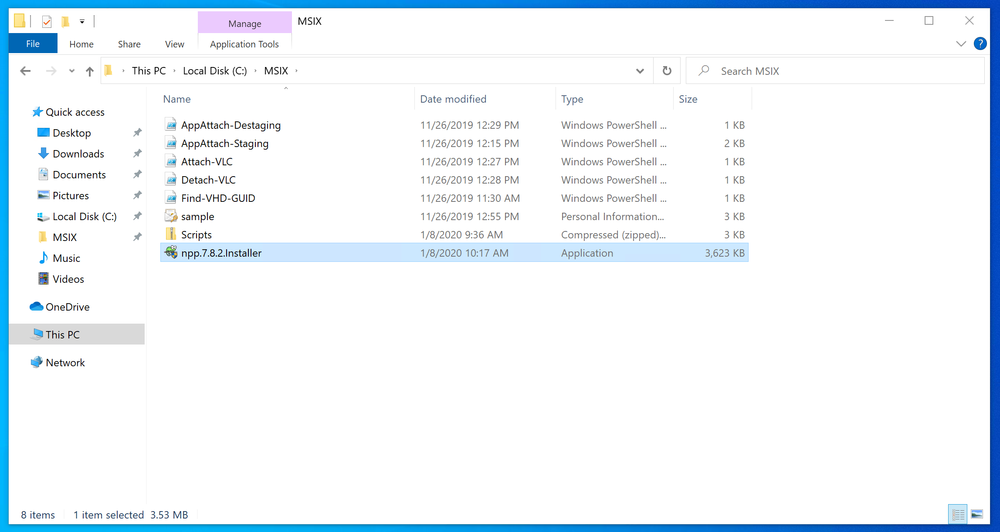 Manage MSIX
File Home Share View Application Tools ?
This PC Local Disk (C:) MSIX Search MSIX
Name Date modified Type Size
Quick access
Desktop
Downloads
Documents
Pictures
Local Disk (C:)
MSIX
Music
Videos
OneDrive
This PC
Network
AppAttach-Destaging 11/26/2019 12:29 PM Windows PowerShell ... 1 KB
AppAttach-Staging 11/26/2019 12:15 PM Windows PowerShell ... 2 KB
Attach-VLC 11/26/2019 12:27 PM Windows PowerShell ... 1 KB
Detach-VLC 11/26/2019 12:28 PM Windows PowerShell ... 1 KB
Find-VHD-GUID 11/26/2019 11:30 AM Windows PowerShell ... 1 KB
sample 11/26/2019 12:55 PM Personal Information... 3 KB
Scripts 1/8/2020 9:36 AM Compressed (zipped)... 3 KB
npp.7.8.2.Installer 1/8/2020 10:17 AM Application 3,623 KB
8 items 1 item selected 3.53 MB